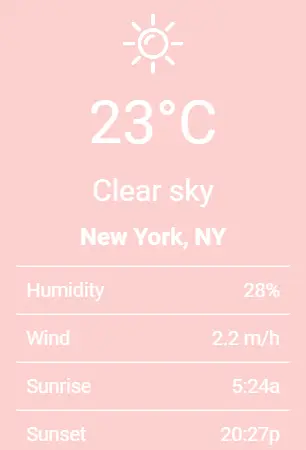 23°C
Clear sky
New York, NY
Humidity 28%
Wind 2.2 m/h
Sunrise 5:24a
Sunset 20:27p